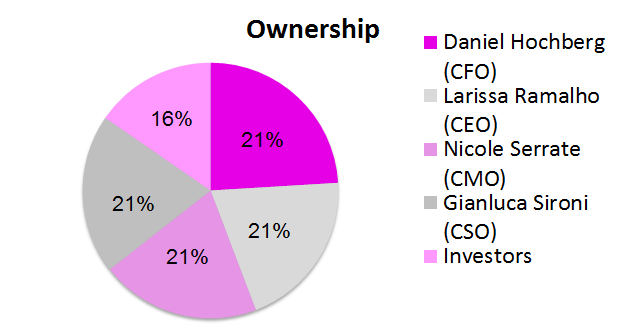 Ownership
Daniel Hochberg
(CFO)
Larissa Ramalho
(CEO)
Nicole Serrate
(CMO)
Gianluca Sironi
(CSO)
Investors
16%
21%
21%
21%
21%